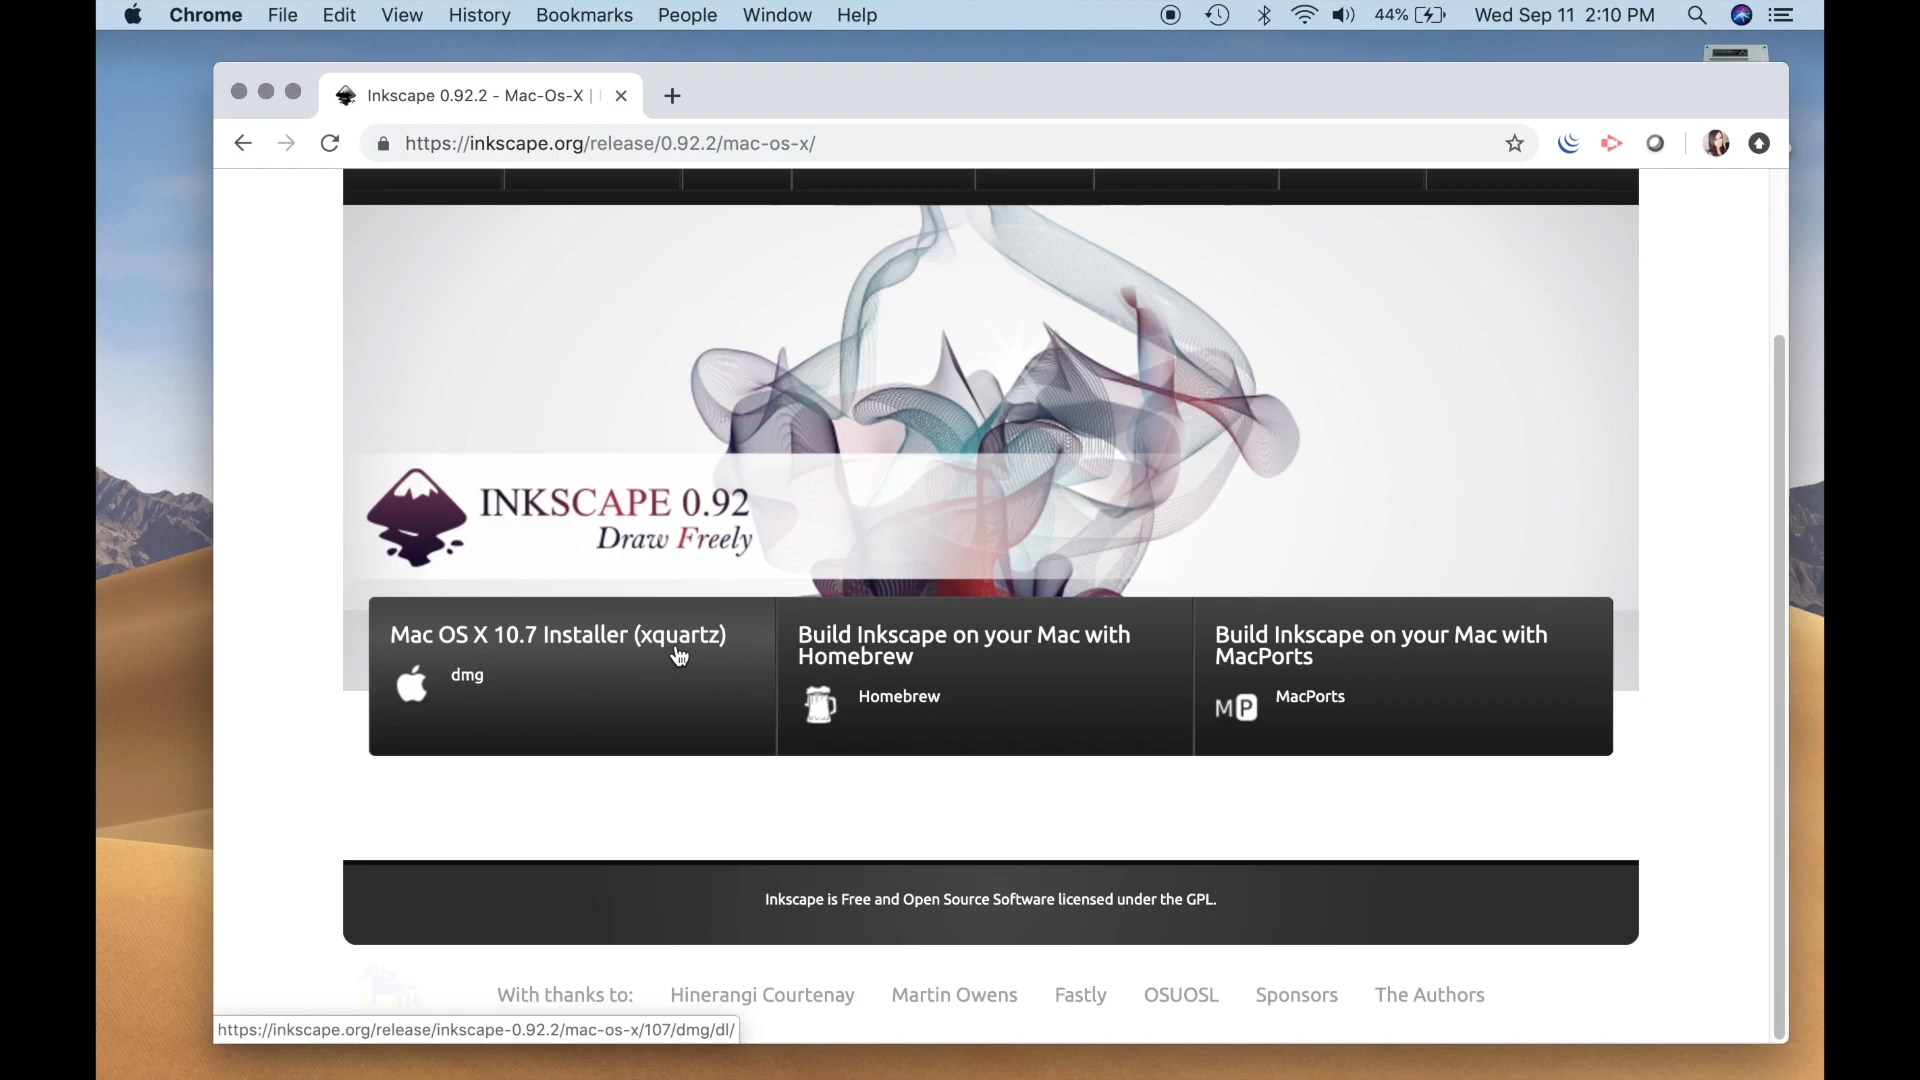 Chrome File Edit View History Bookmarks People Window Help 44% Wed Sep 11 2:10 PM
Inkscape 0.92.2 - Mac-Os-X |
https://inkscape.org/release/0.92.2/mac-os-x/
INKSCAPE 0.92
Draw Freely
Mac OS X 10.7 Installer (xquartz)
dmg
Build Inkscape on your Mac with
Homebrew
Homebrew
Build Inkscape on your Mac with
MacPorts
MP
MacPorts
Inkscape is Free and Open Source Software licensed under the GPL.
With thanks to: Hinerangi Courtenay Martin Owens Fastly OSUOSL Sponsors The Authors
https://inkscape.org/release/inkscape-0.92.2/mac-os-x/107/dmg/dl/